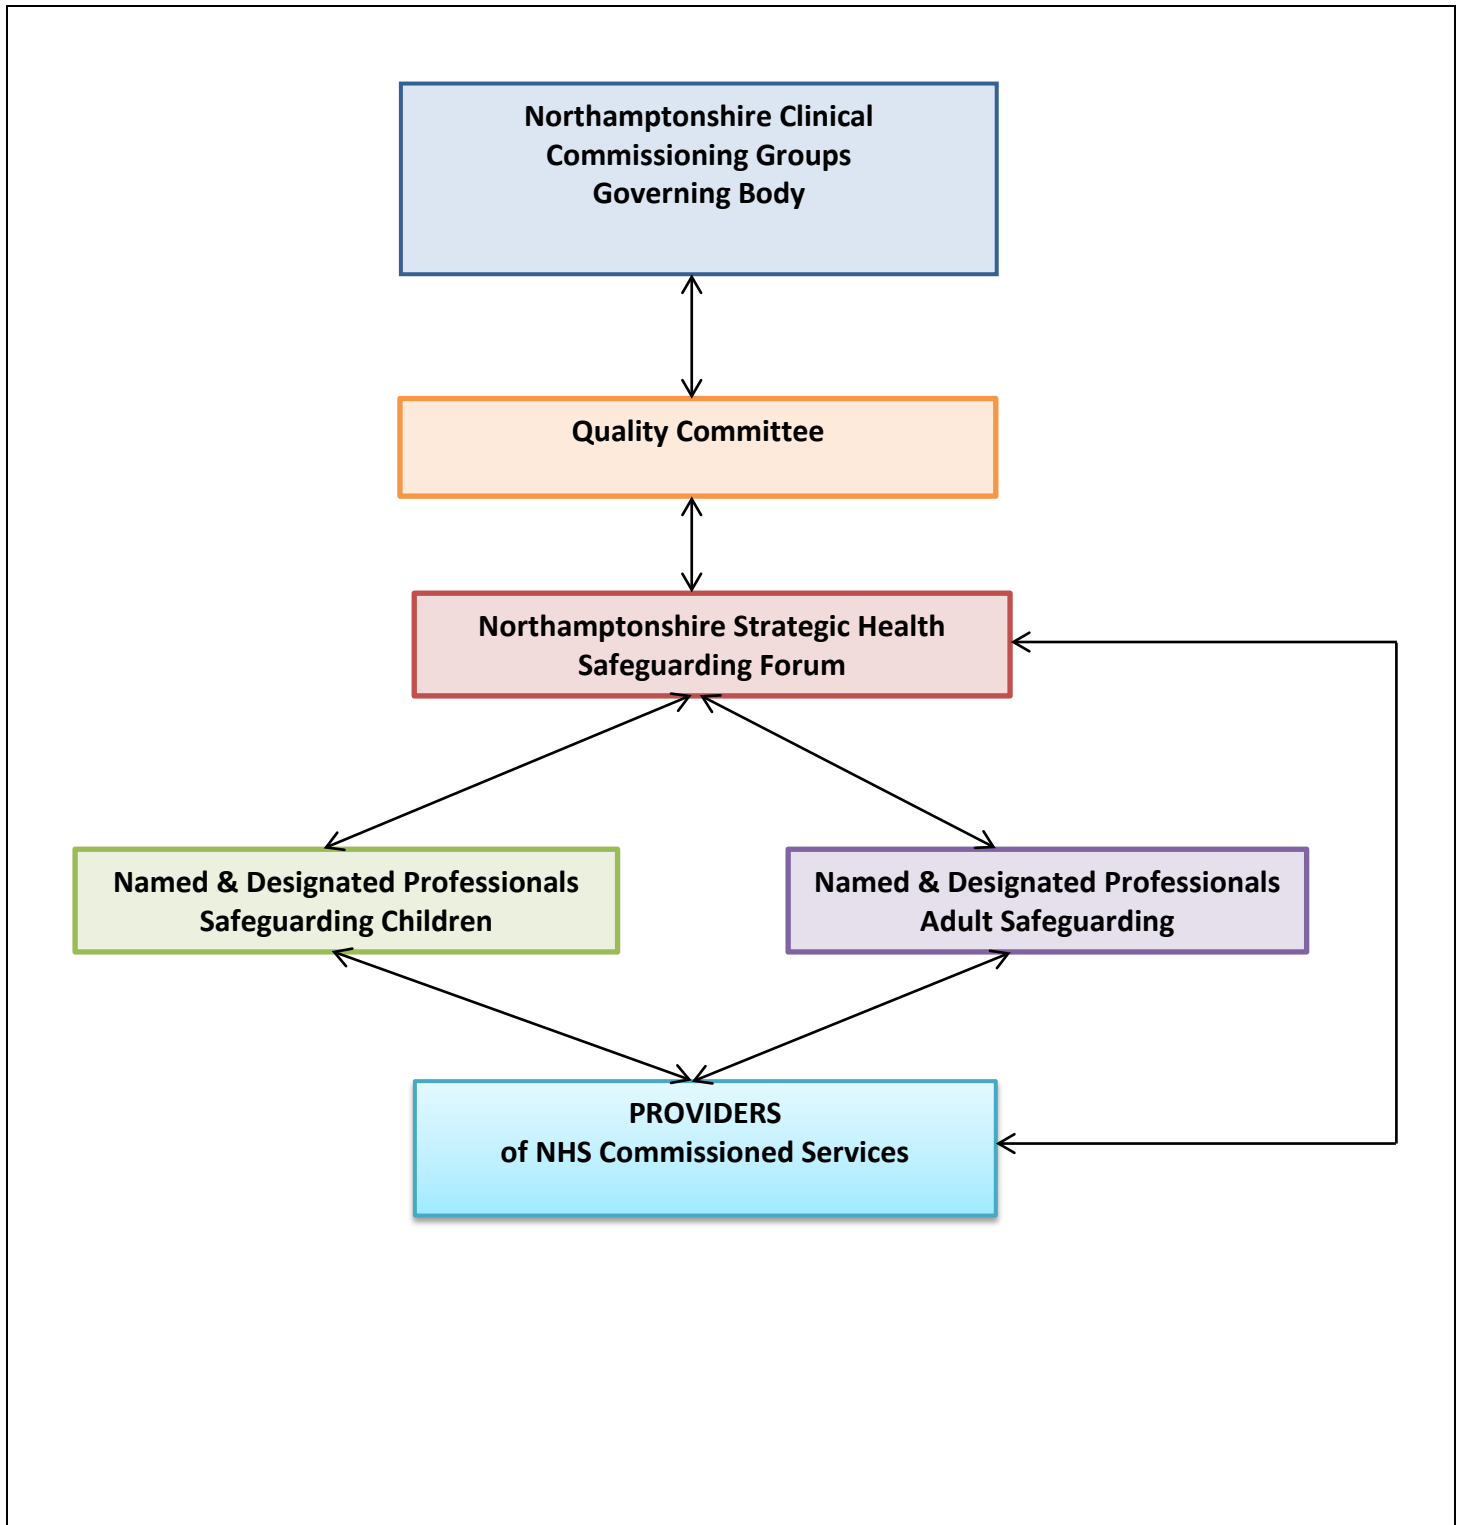 Northamptonshire Clinical
Commissioning Groups
Governing Body
Quality Committee
Northamptonshire Strategic Health
Safeguarding Forum
Named & Designated Professionals
Safeguarding Children
Named & Designated Professionals
Adult Safeguarding
PROVIDERS
of NHS Commissioned Services